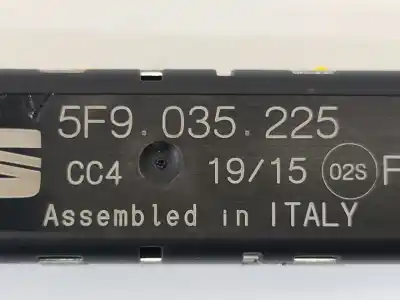 5F9.035.225
CC4 19/15 02S F
Assembled in ITALY